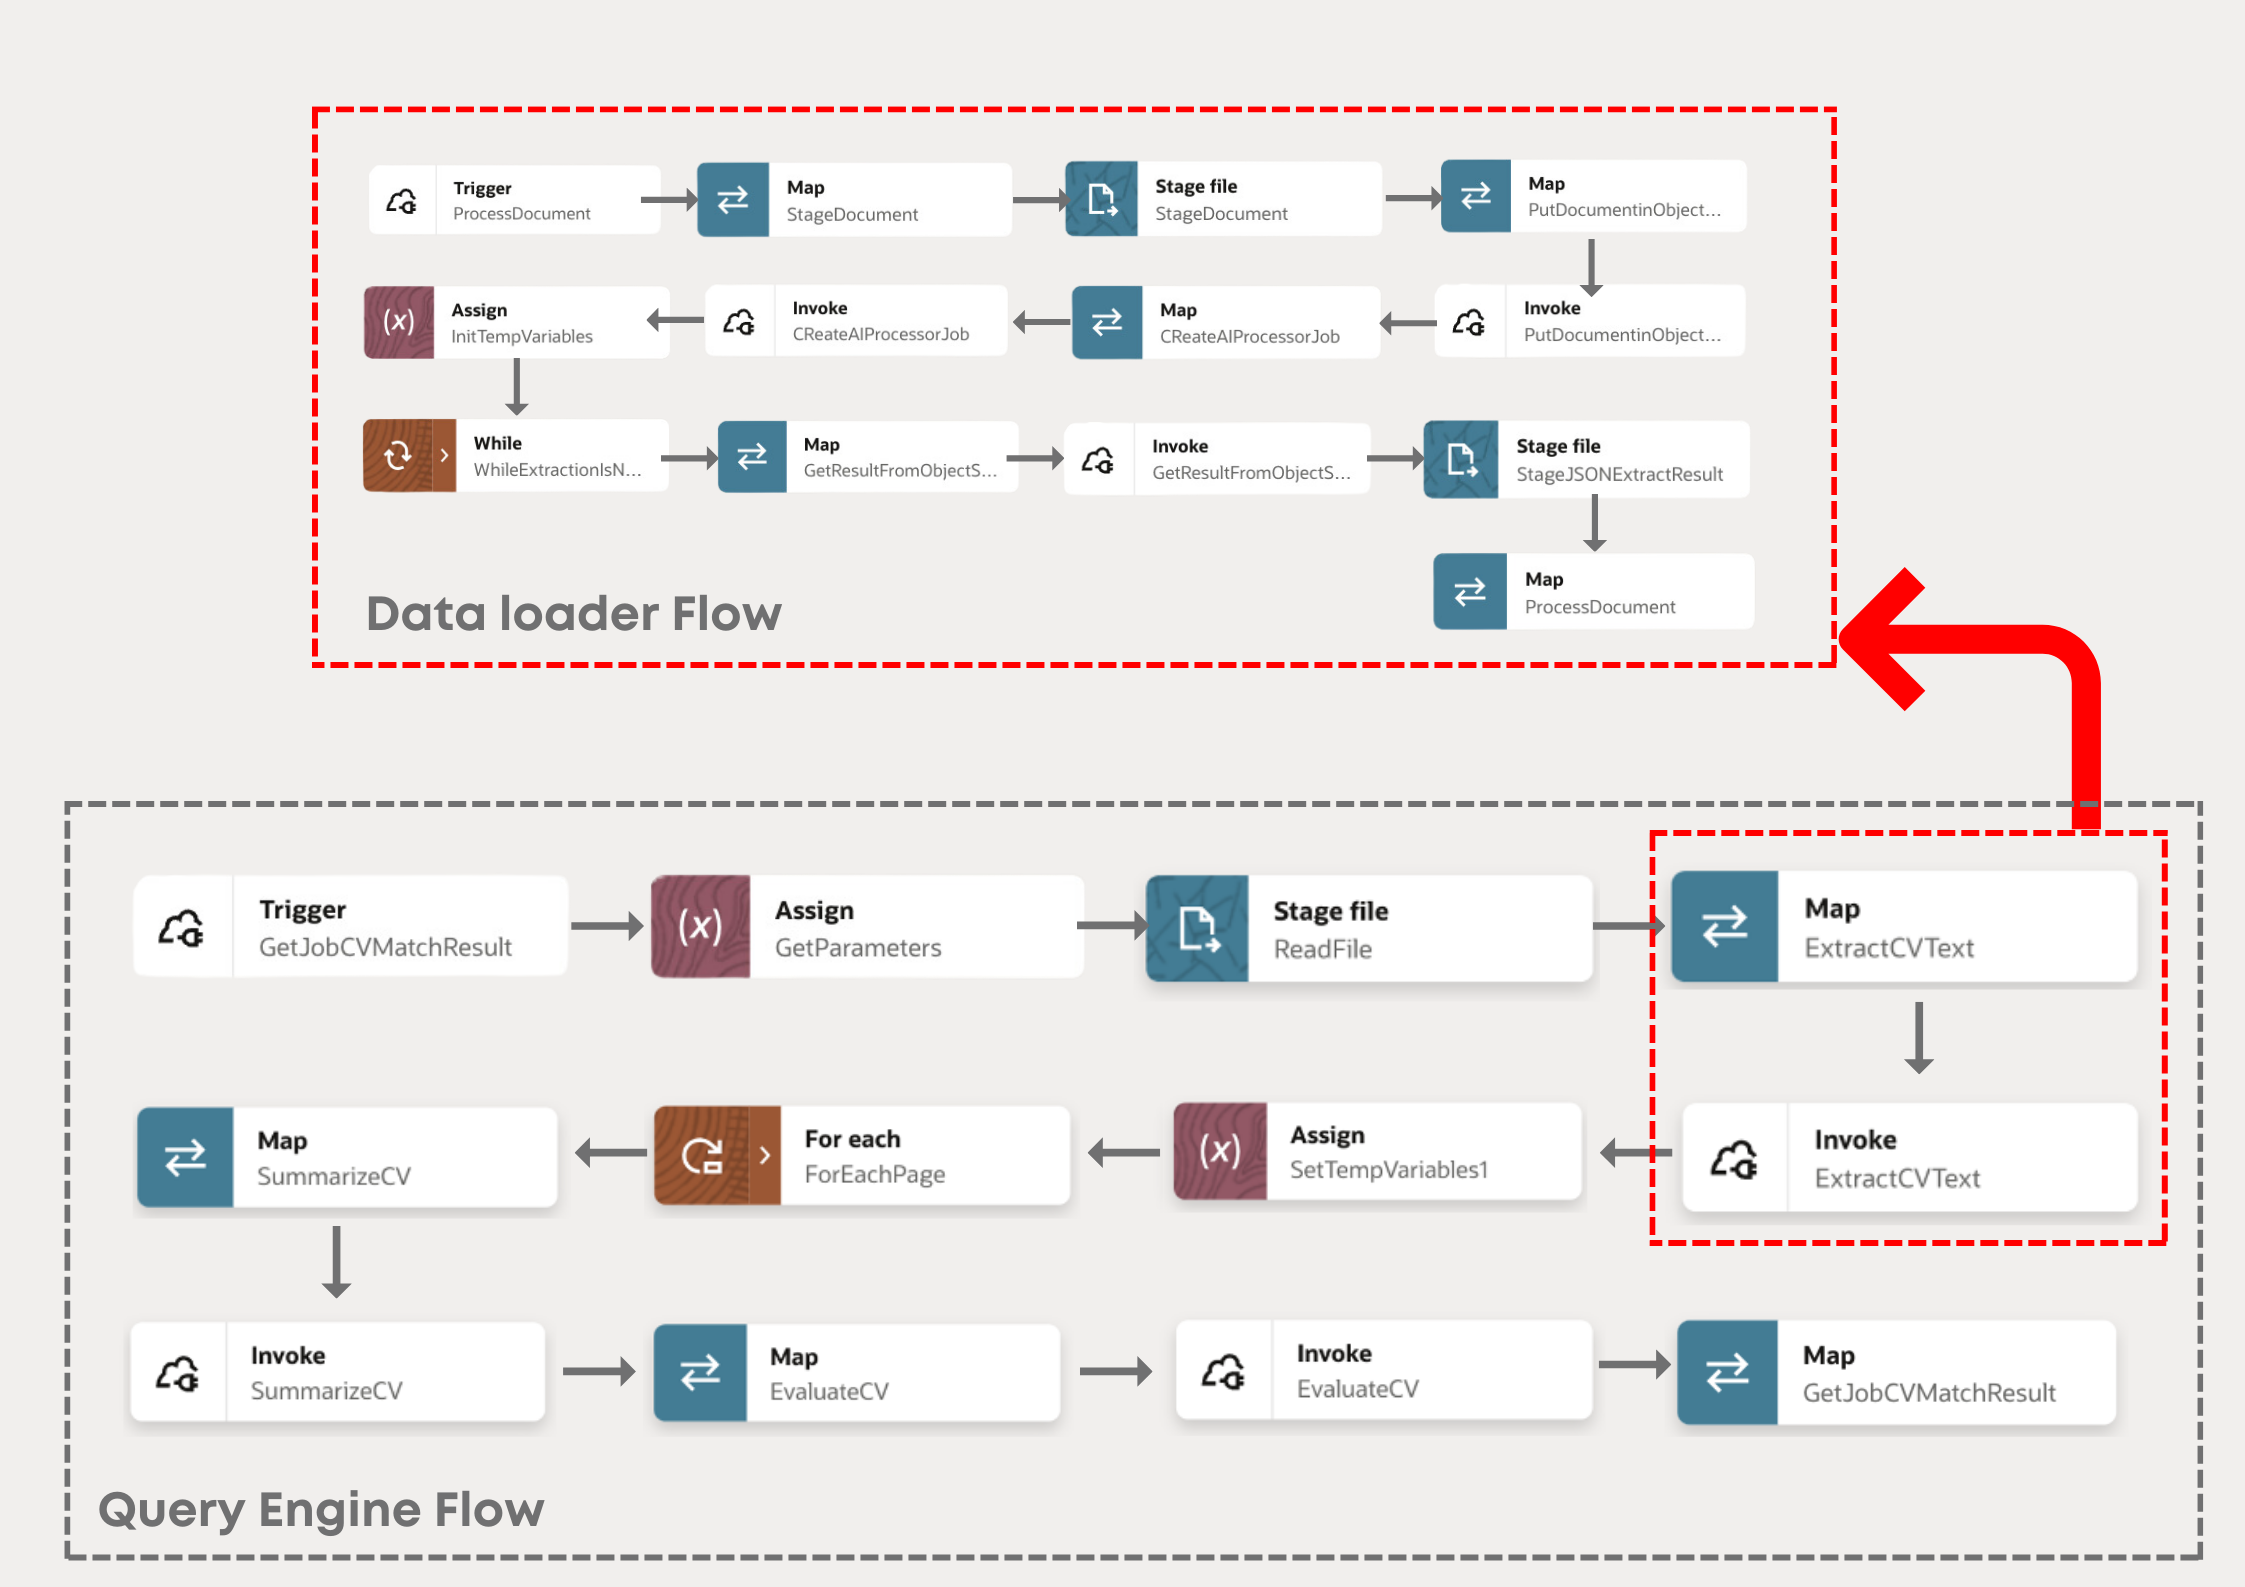 Trigger
ProcessDocument
Map
StageDocument
Stage file
StageDocument
Map
PutDocumentinObject...
(x)
Assign
InitTempVariables
Invoke
CReateAIProcessorJob
Map
CReateAIProcessorJob
Invoke
PutDocumentinObject...
While
WhileExtractionIsN...
Map
GetResultFromObjectS...
Invoke
GetResultFromObjectS...
Stage file
StageJSONExtractResult
Map
ProcessDocument
Data loader Flow
Trigger
GetJobCVMatchResult
(x)
Assign
GetParameters
Stage file
ReadFile
Map
ExtractCVText
Map
SummarizeCV
For each
ForEachPage
(x)
Assign
SetTempVariables1
Invoke
ExtractCVText
Invoke
SummarizeCV
Map
EvaluateCV
Invoke
EvaluateCV
Map
GetJobCVMatchResult
Query Engine Flow